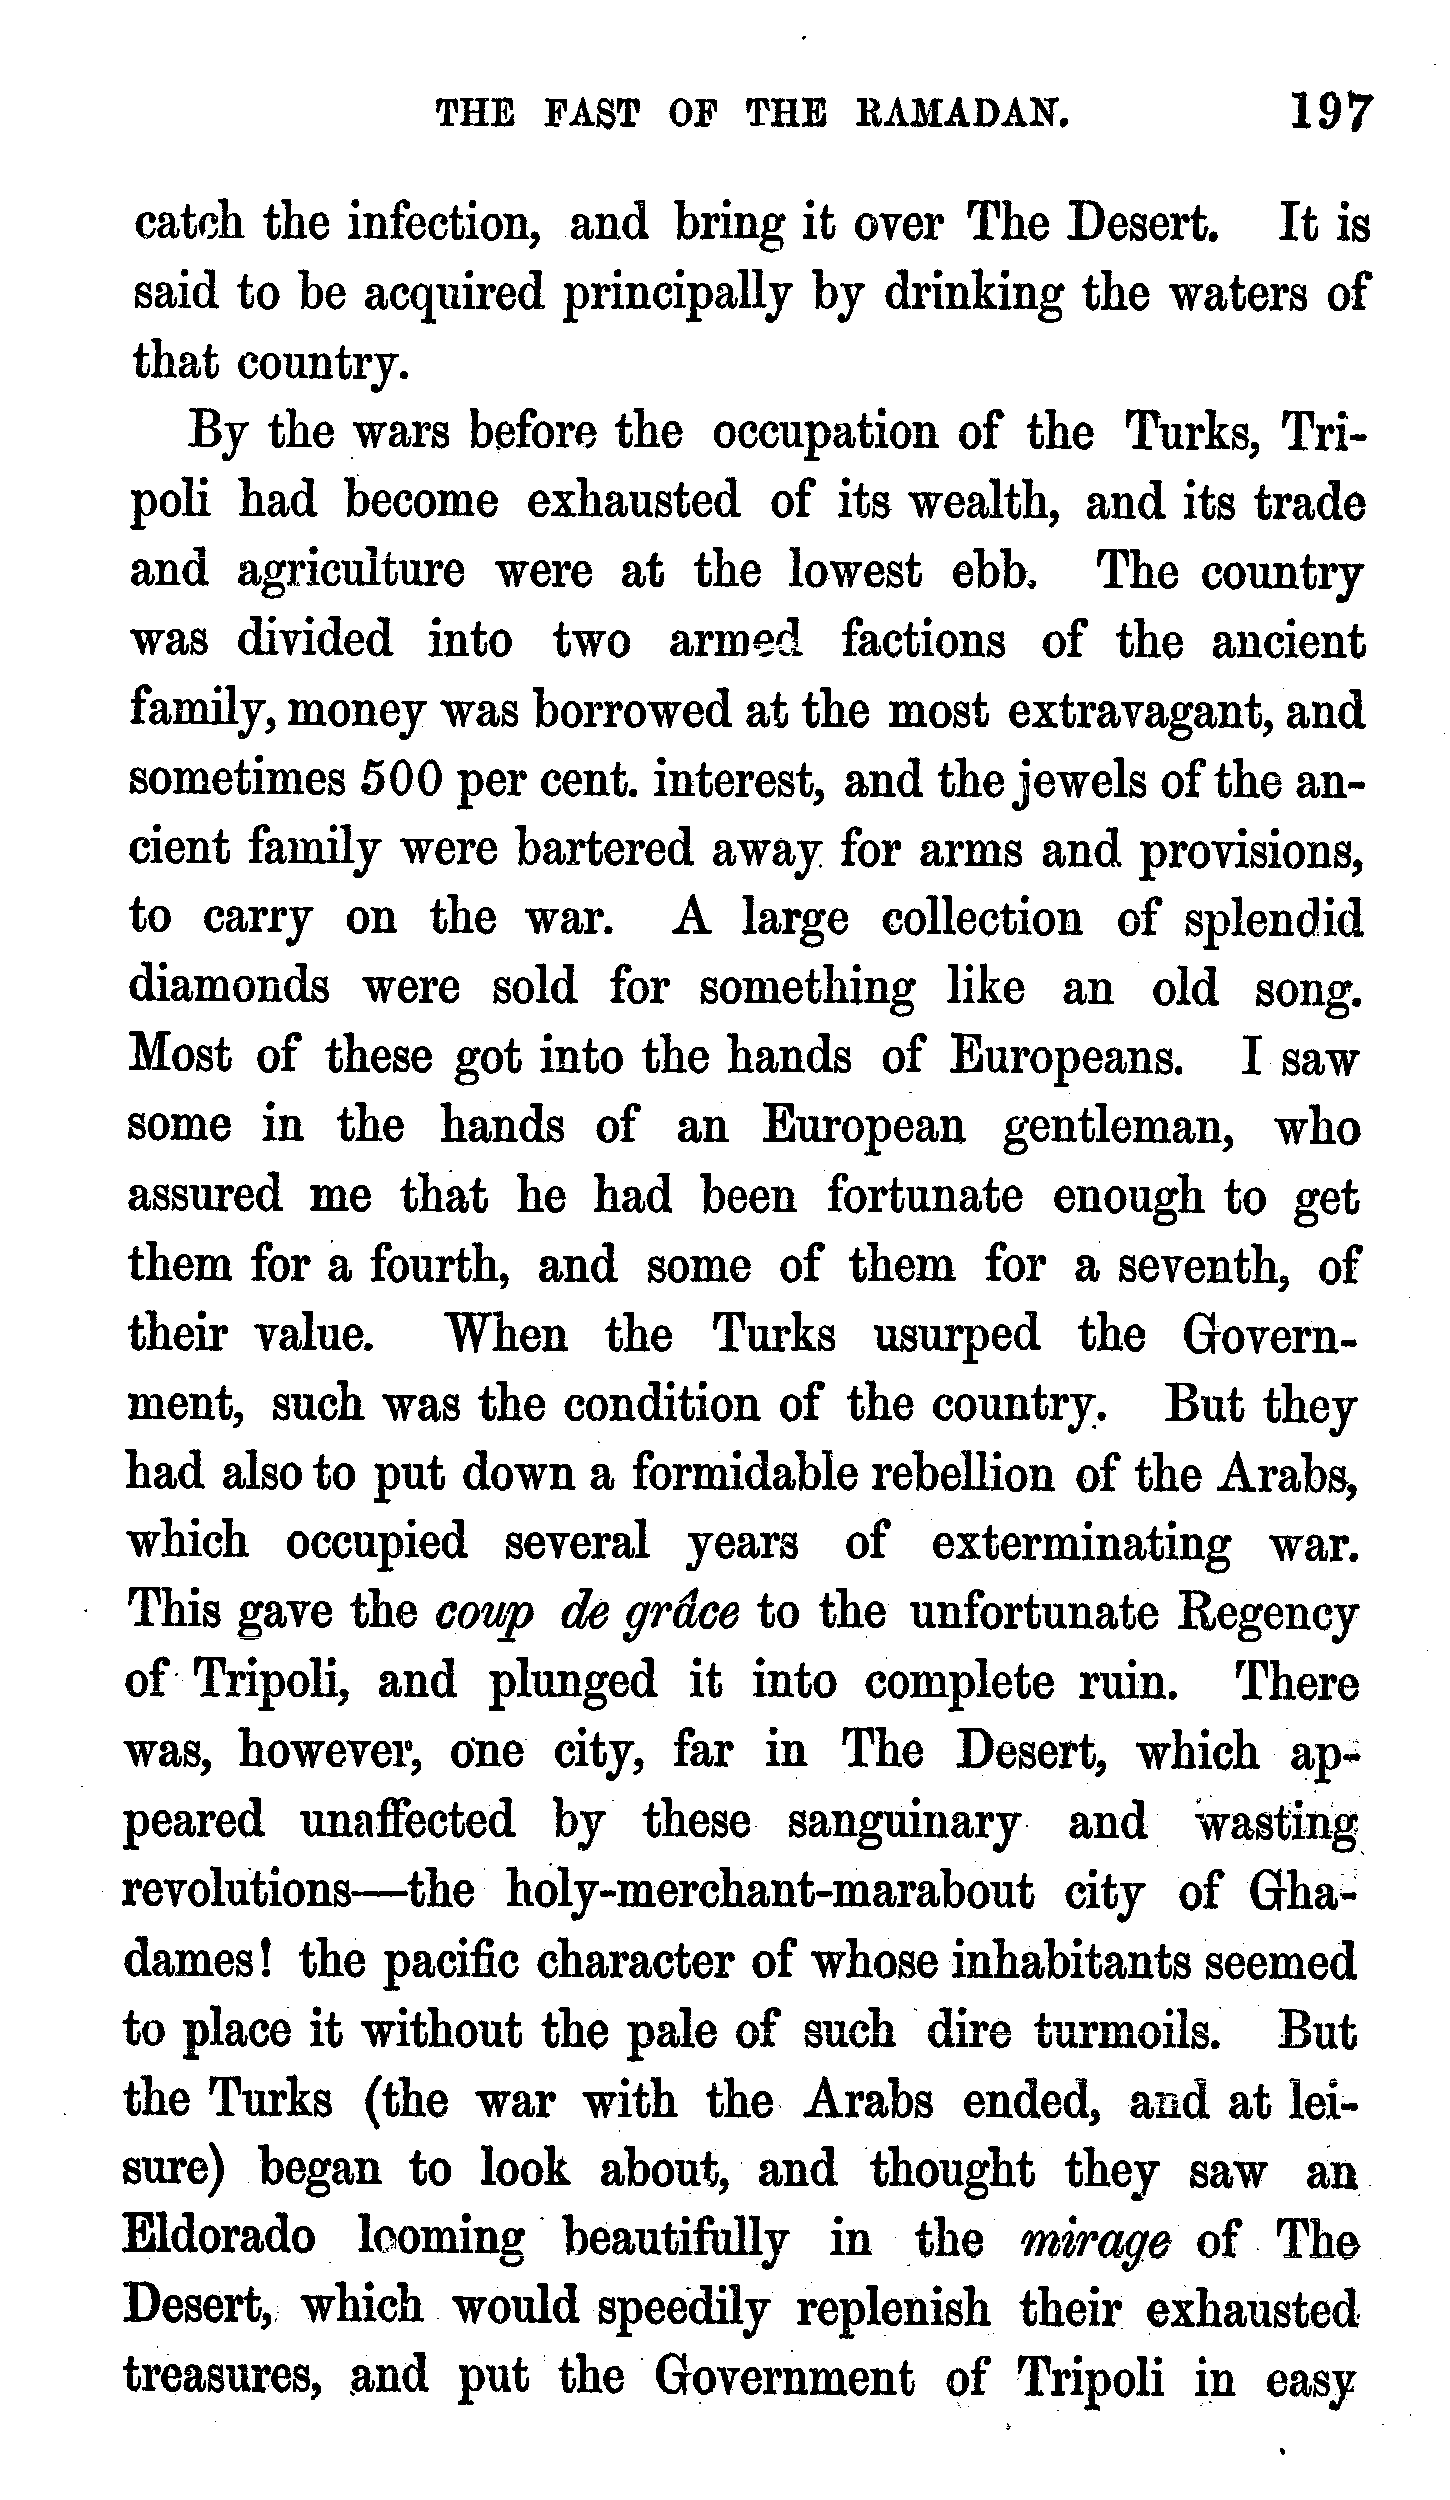 THE FAST OF THE RAMADAN. 197
catch the infection, and bring it over The Desert. It is
said to be acquired principally by drinking the waters of
that country.
By the wars before the occupation of the Turks, Tri-
poli had become exhausted of its wealth, and its trade
and agriculture were at the lowest ebb. The country
was divided into two armed factions of the ancient
family, money was borrowed at the most extravagant, and
sometimes 500 per cent. interest, and the jewels of the an-
cient family were bartered away for arms and provisions,
to carry on the war. A large collection of splendid
diamonds were sold for something like an old song.
Most of these got into the hands of Europeans. I saw
some in the hands of an European gentleman, who
assured me that he had been fortunate enough to get
them for a fourth, and some of them for a seventh, of
their value. When the Turks usurped the Govern-
ment, such was the condition of the country. But they
had also to put down a formidable rebellion of the Arabs,
which occupied several years of exterminating war.
This gave the coup de grâce to the unfortunate Regency
of Tripoli, and plunged it into complete ruin. There
was, however, one city, far in The Desert, which ap-
peared unaffected by these sanguinary and wasting
revolutions—the holy-merchant-marabout city of Gha-
dames! the pacific character of whose inhabitants seemed
to place it without the pale of such dire turmoils. But
the Turks (the war with the Arabs ended, and at lei-
sure) began to look about, and thought they saw an
Eldorado looming beautifully in the mirage of The
Desert, which would speedily replenish their exhausted
treasures, and put the Government of Tripoli in easy